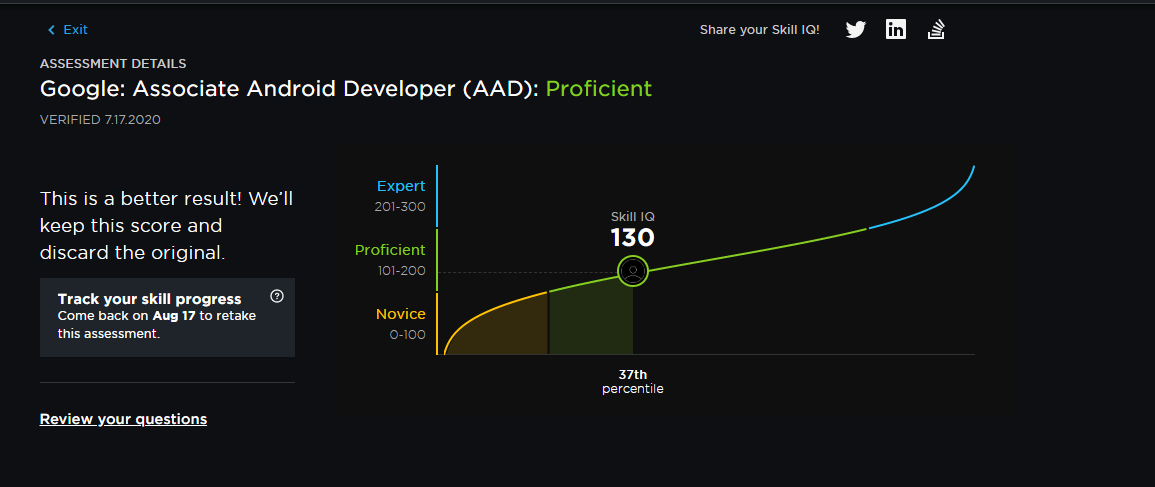 Exit
Share your Skill IQ!
ASSESSMENT DETAILS
Google: Associate Android Developer (AAD): Proficient
VERIFIED 7.17.2020
This is a better result! We'll
keep this score and
discard the original.
Track your skill progress
Come back on Aug 17 to retake
this assessment.
Review your questions
Expert
201-300
Proficient
101-200
Novice
0-100
Skill IQ
130
37th
percentile